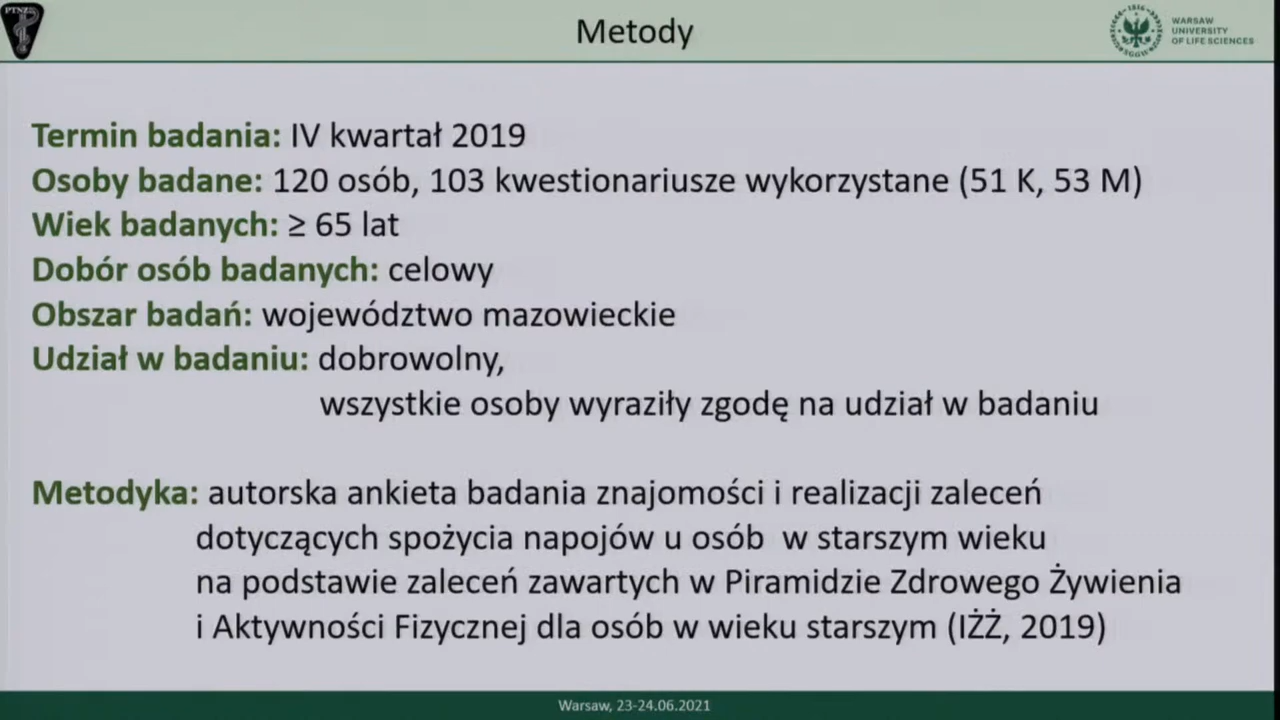 PTNZ
Metody
WARSAW
UNIVERSITY
OF LIFE SCIENCES
Termin badania: IV kwartał 2019
Osoby badane: 120 osób, 103 kwestionariusze wykorzystane (51 K, 53 M)
Wiek badanych: ≥ 65 lat
Dobór osób badanych: celowy
Obszar badań: województwo mazowieckie
Udział w badaniu: dobrowolny,
wszystkie osoby wyraziły zgodę na udział w badaniu
Metodyka: autorska ankieta badania znajomości i realizacji zaleceń
dotyczących spożycia napojów u osób w starszym wieku
na podstawie zaleceń zawartych w Piramidzie Zdrowego Żywienia
i Aktywności Fizycznej dla osób w wieku starszym (IŻŻ, 2019)
Warsaw, 23-24.06.2021